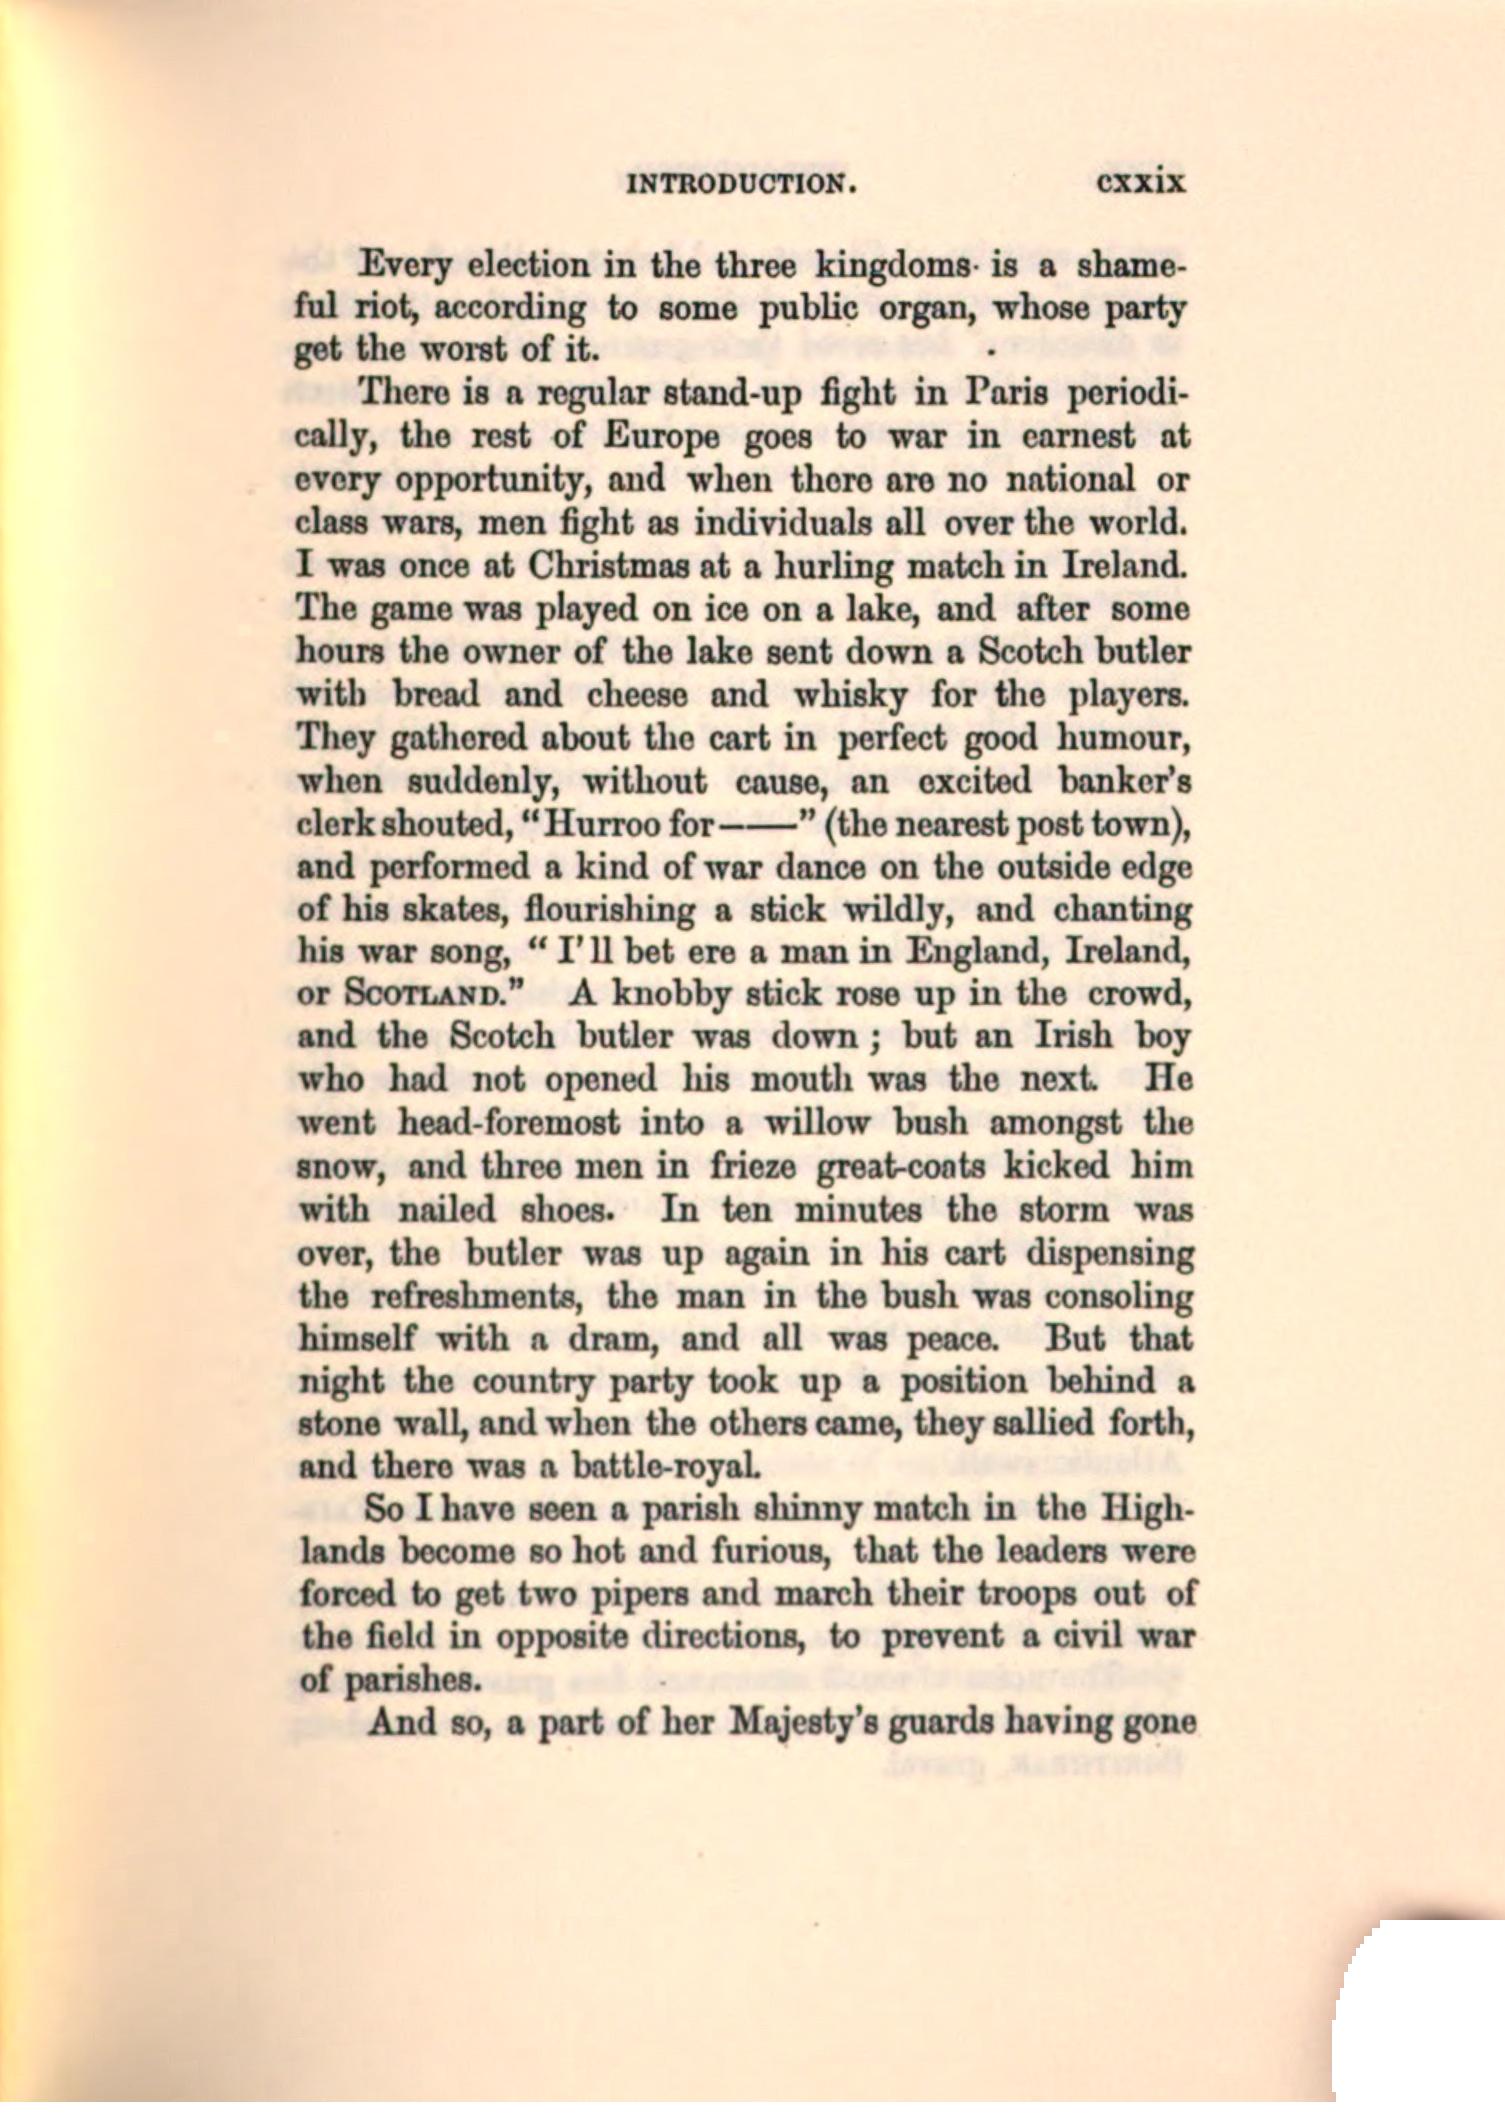 INTRODUCTION. cxxix
Every election in the three kingdoms is a shame-
ful riot, according to some public organ, whose party
get the worst of it.
There is a regular stand-up fight in Paris periodi-
cally, the rest of Europe goes to war in earnest at
every opportunity, and when there are no national or
class wars, men fight as individuals all over the world.
I was once at Christmas at a hurling match in Ireland.
The game was played on ice on a lake, and after some
hours the owner of the lake sent down a Scotch butler
with bread and cheese and whisky for the players.
They gathered about the cart in perfect good humour,
when suddenly, without cause, an excited banker's
clerk shouted, "Hurroo for——" (the nearest post town),
and performed a kind of war dance on the outside edge
of his skates, flourishing a stick wildly, and chanting
his war song, "I'll bet ere a man in England, Ireland,
or SCOTLAND." A knobby stick rose up in the crowd,
and the Scotch butler was down; but an Irish boy
who had not opened his mouth was the next. He
went head-foremost into a willow bush amongst the
snow, and three men in frieze great-coats kicked him
with nailed shoes. In ten minutes the storm was
over, the butler was up again in his cart dispensing
the refreshments, the man in the bush was consoling
himself with a dram, and all was peace. But that
night the country party took up a position behind a
stone wall, and when the others came, they sallied forth,
and there was a battle-royal.
So I have seen a parish shinny match in the High-
lands become so hot and furious, that the leaders were
forced to get two pipers and march their troops out of
the field in opposite directions, to prevent a civil war
of parishes.
And so, a part of her Majesty's guards having gone